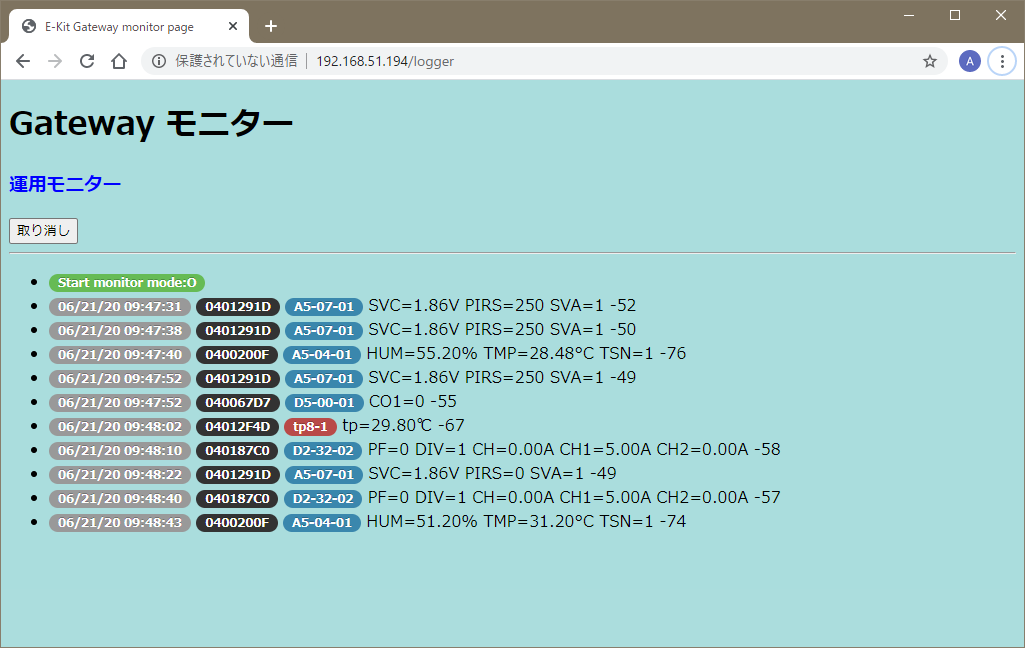 E-Kit Gateway monitor page
保護されていない通信 192.168.51.194/logger
A
Gateway モニター
運用モニター
取り消し
Start monitor mode:O
06/21/20 09:47:31 0401291D A5-07-01 SVC=1.86V PIRS=250 SVA=1 -52
06/21/20 09:47:38 0401291D A5-07-01 SVC=1.86V PIRS=250 SVA=1 -50
06/21/20 09:47:40 0400200F A5-04-01 HUM=55.20% TMP=28.48°C TSN=1 -76
06/21/20 09:47:52 0401291D A5-07-01 SVC=1.86V PIRS=250 SVA=1 -49
06/21/20 09:47:52 040067D7 D5-00-01 CO1=0 -55
06/21/20 09:48:02 04012F4D tp8-1 tp=29.80℃ -67
06/21/20 09:48:10 040187C0 D2-32-02 PF=0 DIV=1 CH=0.00A CH1=5.00A CH2=0.00A -58
06/21/20 09:48:22 0401291D A5-07-01 SVC=1.86V PIRS=0 SVA=1 -49
06/21/20 09:48:40 040187C0 D2-32-02 PF=0 DIV=1 CH=0.00A CH1=5.00A CH2=0.00A -57
06/21/20 09:48:43 0400200F A5-04-01 HUM=51.20% TMP=31.20°C TSN=1 -74